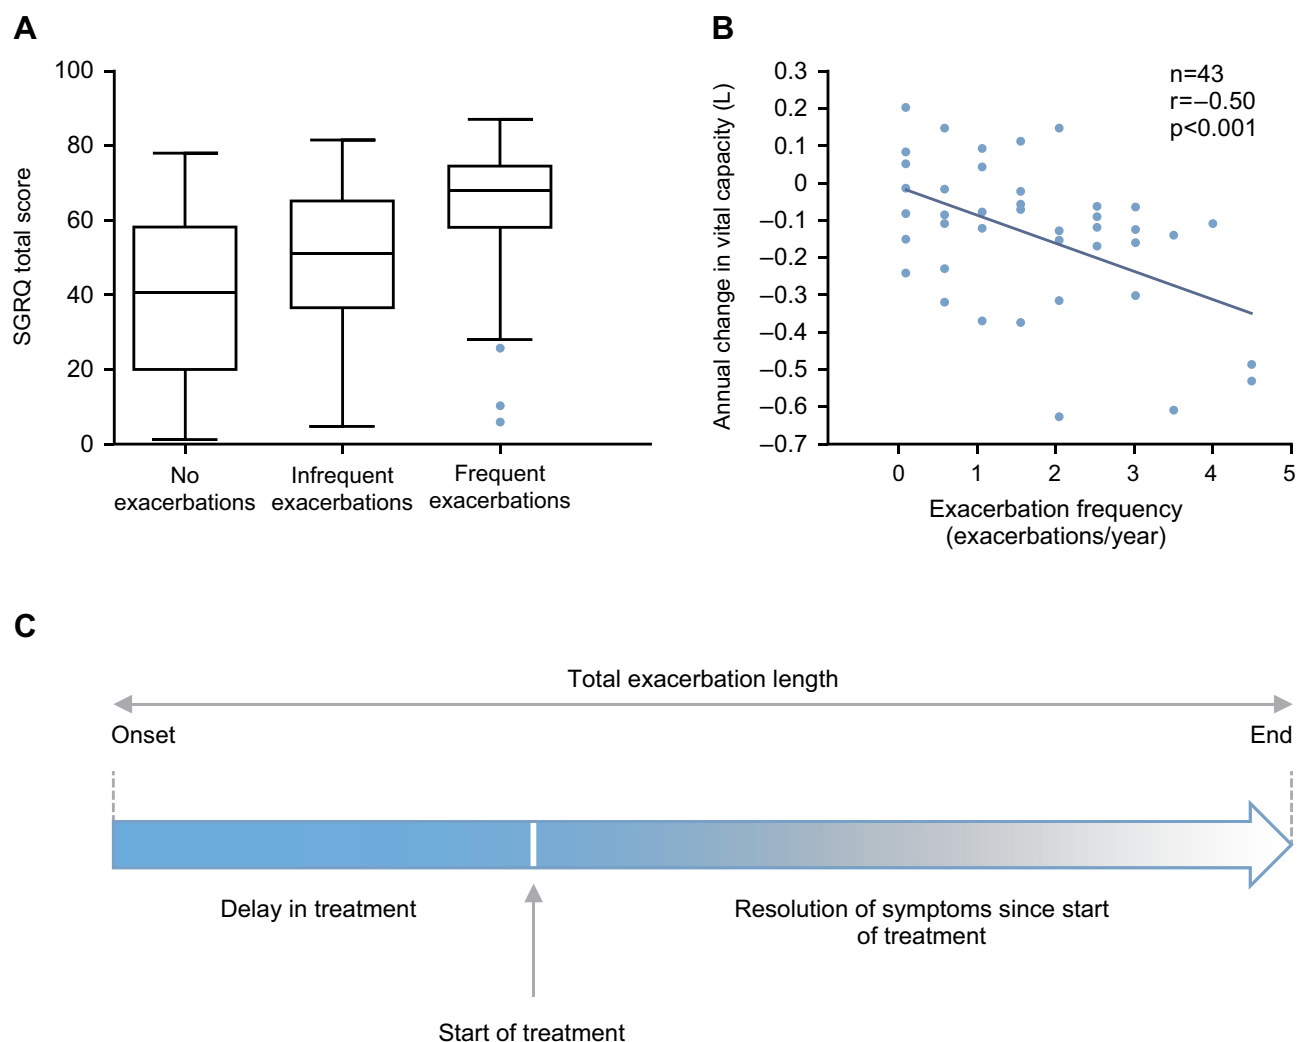 A
SGRQ total score
100
80
60
40
20
0
No
exacerbations
Infrequent
exacerbations
Frequent
exacerbations
B
Annual change in vital capacity (L)
0.3
0.2
0.1
0
–0.1
–0.2
–0.3
–0.4
–0.5
–0.6
–0.7
n=43
r=–0.50
p<0.001
0 1 2 3 4 5
Exacerbation frequency
(exacerbations/year)
C
Total exacerbation length
Onset
End
Delay in treatment
Resolution of symptoms since start
of treatment
Start of treatment